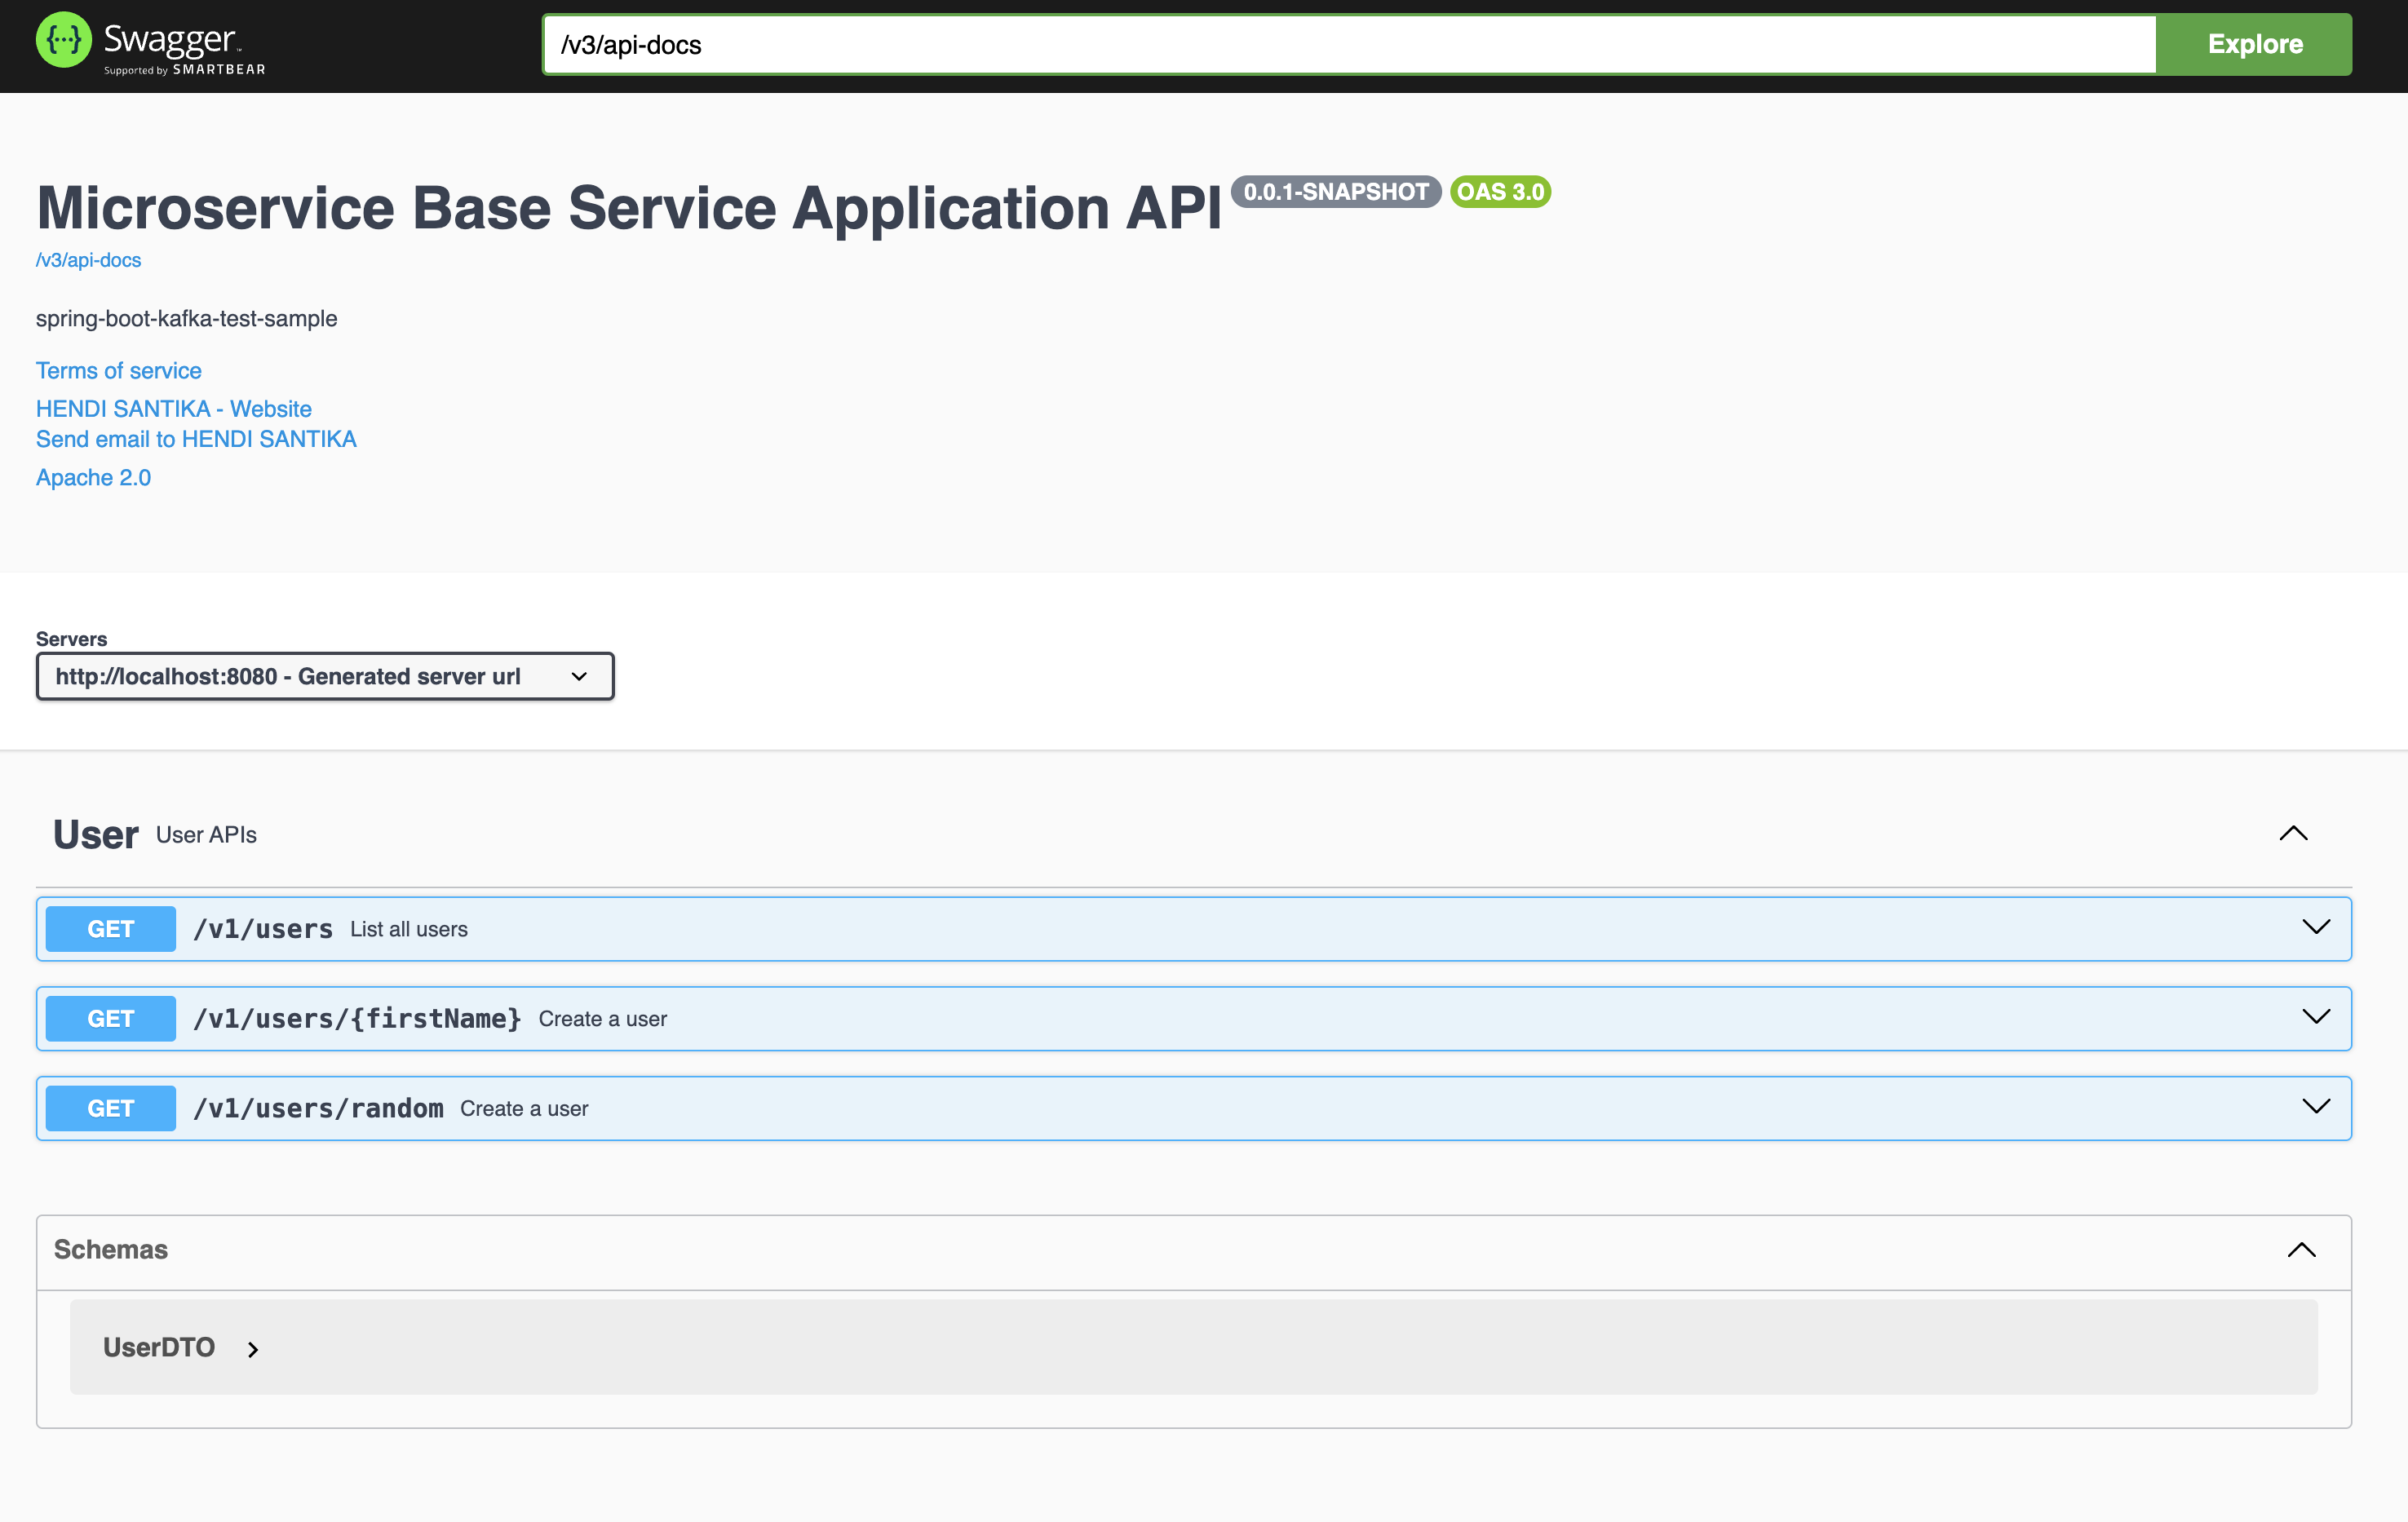 {···} Swagger™
Supported by SMARTBEAR
/v3/api-docs
Explore
Microservice Base Service Application API 0.0.1-SNAPSHOT OAS 3.0
/v3/api-docs
spring-boot-kafka-test-sample
Terms of service
HENDI SANTIKA - Website
Send email to HENDI SANTIKA
Apache 2.0
Servers
http://localhost:8080 - Generated server url
User User APIs
GET /v1/users List all users
GET /v1/users/{firstName} Create a user
GET /v1/users/random Create a user
Schemas
UserDTO